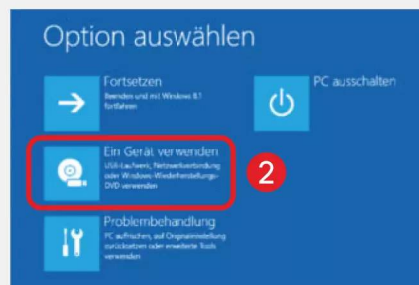 Option auswählen
Fortsetzen
Beenden und mit Windows 8.1
fortfahren
PC ausschalten
Ein Gerät verwenden
USB-Laufwerk, Netzwerkverbindung
oder Windows-Wiederherstellungs-
DVD verwenden
2
Problembehandlung
PC auffrischen, auf Originaleinstellung
zurücksetzen oder erweiterte Tools
verwenden